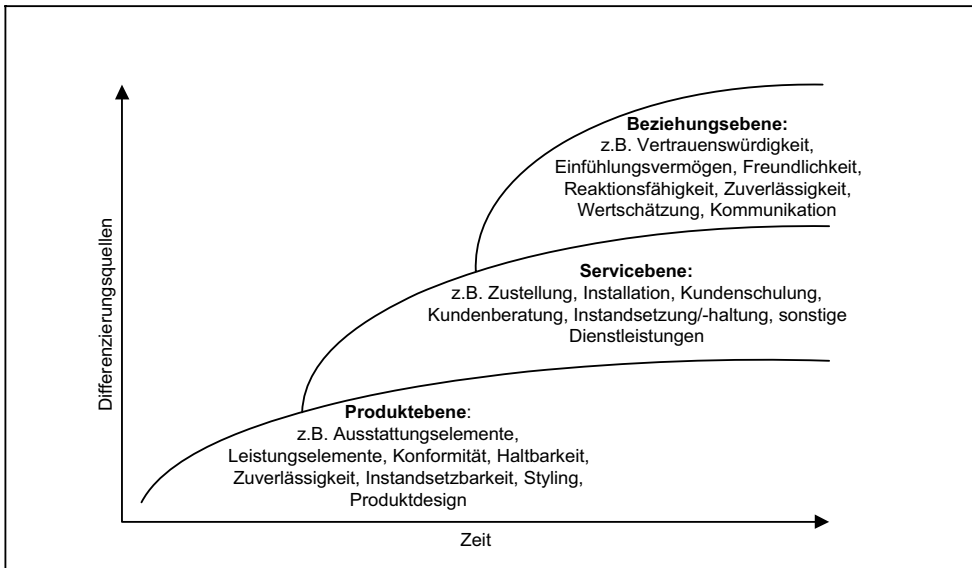 Beziehungsebene:
z.B. Vertrauenswürdigkeit,
Einfühlungsvermögen, Freundlichkeit,
Reaktionsfähigkeit, Zuverlässigkeit,
Wertschätzung, Kommunikation
Servicebene:
z.B. Zustellung, Installation, Kundenschulung,
Kundenberatung, Instandsetzung/-haltung, sonstige
Dienstleistungen
Produktebene:
z.B. Ausstattungselemente,
Leistungselemente, Konformität, Haltbarkeit,
Zuverlässigkeit, Instandsetzbarkeit, Styling,
Produktdesign
Differenzierungsquellen
Zeit